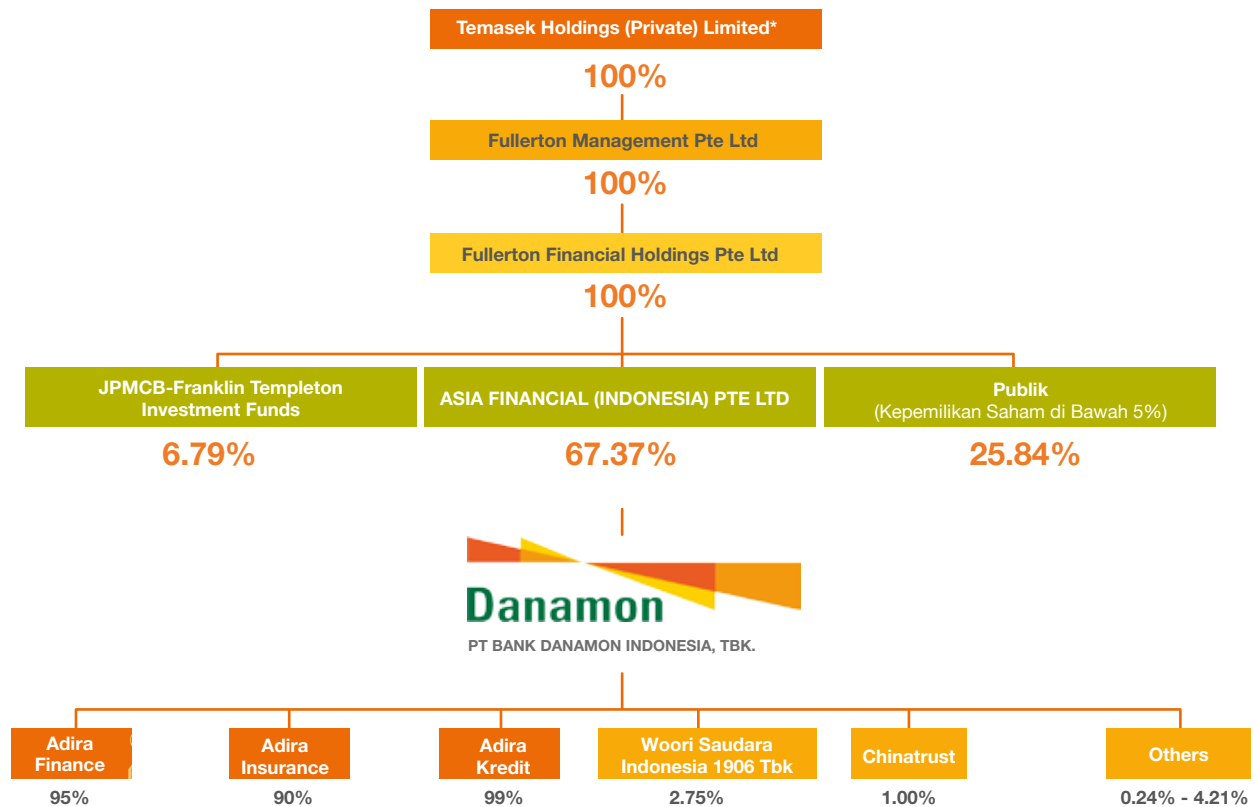 Temasek Holdings (Private) Limited*
100%
Fullerton Management Pte Ltd
100%
Fullerton Financial Holdings Pte Ltd
100%
JPMCB-Franklin Templeton
Investment Funds
6.79%
ASIA FINANCIAL (INDONESIA) PTE LTD
67.37%
Publik
(Kepemilikan Saham di Bawah 5%)
25.84%
Danamon
PT BANK DANAMON INDONESIA, TBK.
Adira
Finance
95%
Adira
Insurance
90%
Adira
Kredit
99%
Woori Saudara
Indonesia 1906 Tbk
2.75%
Chinatrust
1.00%
Others
0.24% - 4.21%